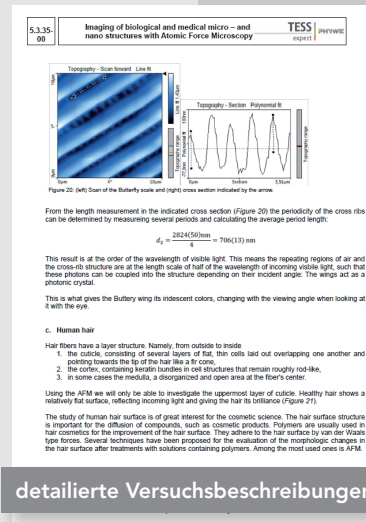 5.3.35-
00
Imaging of biological and medical micro – and
nano structures with Atomic Force Microscopy
TESS
expert
PHYWE
Topography - Scan forward Line fit
Topography - Section Polynomial fit
Topography range
Topography range
0µm
10µm
0µm
Section
3,51µm
Figure 20: (left) Scan of the Butterfly scale and (right) cross section indicated by the arrow.
From the length measurement in the indicated cross section (Figure 20) the periodicity of the cross ribs
can be determined by measureing several periods and calculating the average period length:
d₂ = 2824(50)nm / 4 = 706(13) nm
This result is at the order of the wavelength of visible light. This means the repeating regions of air and
the cross-rib structure are at the length scale of half of the wavelength of incoming visbile light, such that
these photons can be coupled into the structure depending on their incident angle: The wings act as a
photonic crystal.
This is what gives the Buttery wing its iridescent colors, changing with the viewing angle when looking at
it with the eye.
c. Human hair
Hair fibers have a layer structure. Namely, from outside to inside
1. the cuticle, consisting of several layers of flat, thin cells laid out overlapping one another and
pointing towards the tip of the hair like a fir cone,
2. the cortex, containing keratin bundles in cell structures that remain roughly rod-like,
3. in some cases the medulla, a disorganized and open area at the fiber's center.
Using the AFM we will only be able to investigate the uppermost layer of cuticle. Healthy hair shows a
relatively flat surface, reflecting incoming light and giving the hair its brilliance (Figure 21).
The study of human hair surface is of great interest for the cosmetic science. The hair surface structure
is important for the diffusion of compounds, such as cosmetic products. Polymers are usually used in
hair cosmetics for the improvement of the hair surface. They adhere to the hair surface by van der Waals
type forces. Several techniques have been proposed for the evaluation of the morphologic changes in
the hair surface after treatments with solutions containing polymers. Among the most used ones is AFM.
detailierte Versuchsbeschreibungen